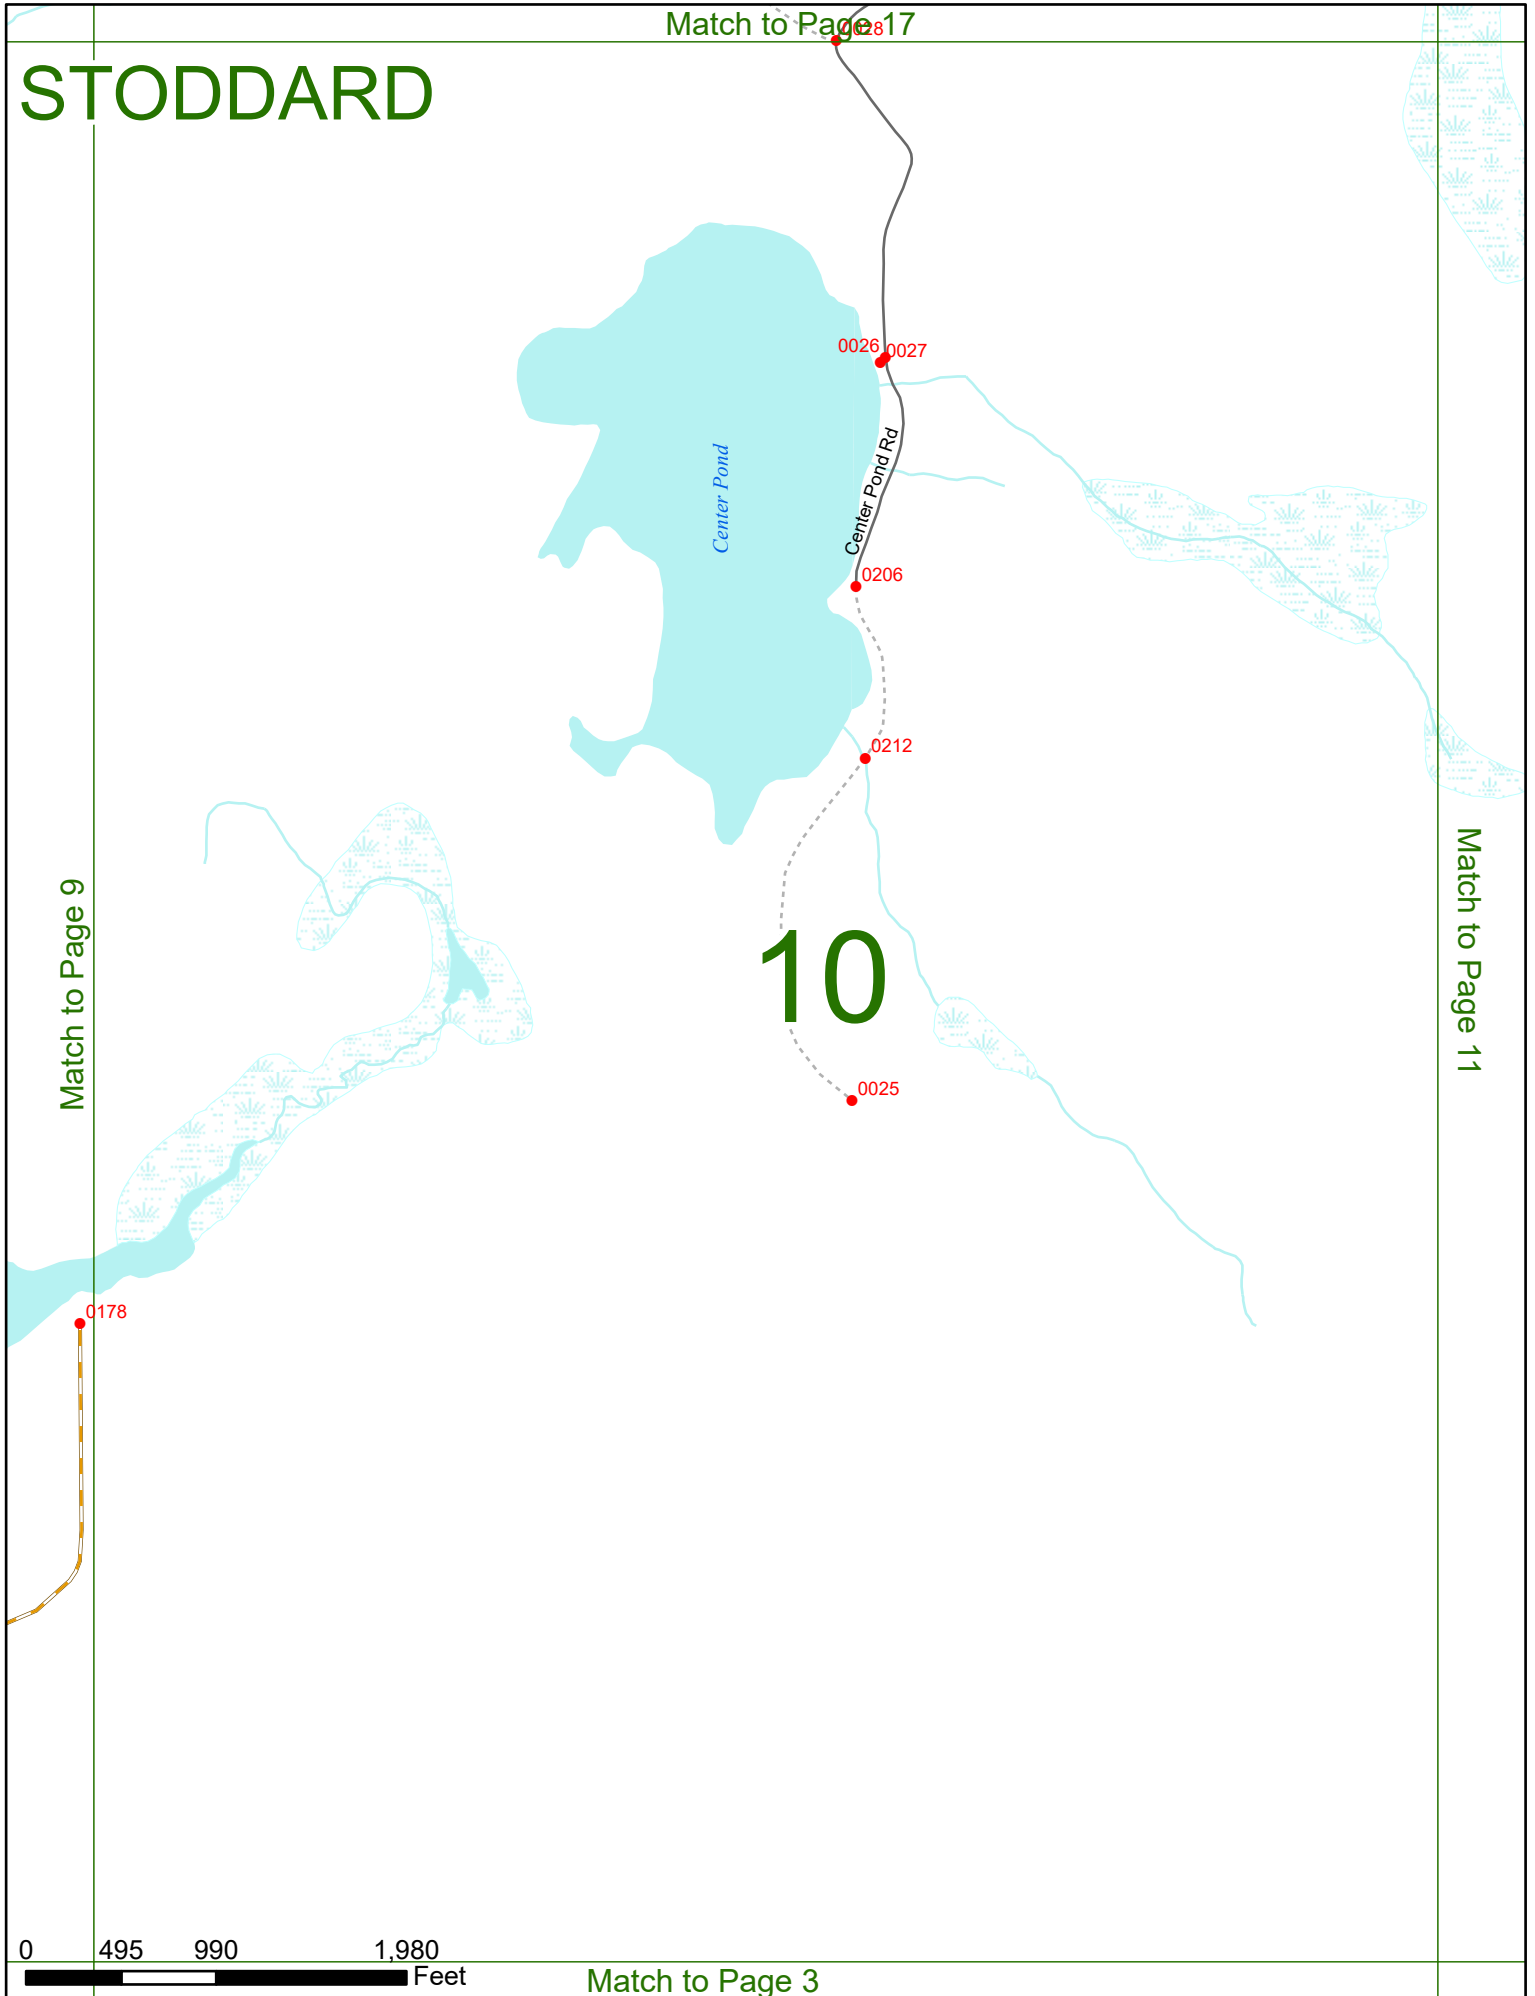 Match to Page 17
0028
STODDARD
0026
0027
Center Pond
Center Pond Rd
0206
0212
Match to Page 9
Match to Page 11
10
0025
0178
0 495 990 1,980
Feet
Match to Page 3